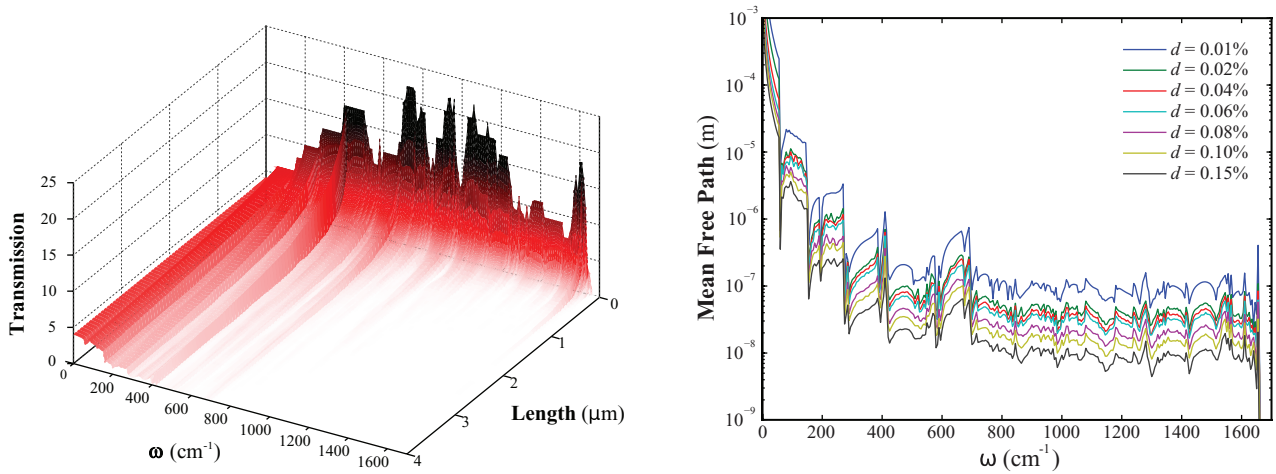 25
20
15
10
5
0
Transmission
0
200
400
600
800
1000
1200
1400
1600
ω (cm⁻¹)
0
1
2
3
4
Length (μm)
10⁻³
10⁻⁴
10⁻⁵
10⁻⁶
10⁻⁷
10⁻⁸
10⁻⁹
Mean Free Path (m)
d = 0.01%
d = 0.02%
d = 0.04%
d = 0.06%
d = 0.08%
d = 0.10%
d = 0.15%
0 200 400 600 800 1000 1200 1400 1600
ω (cm⁻¹)